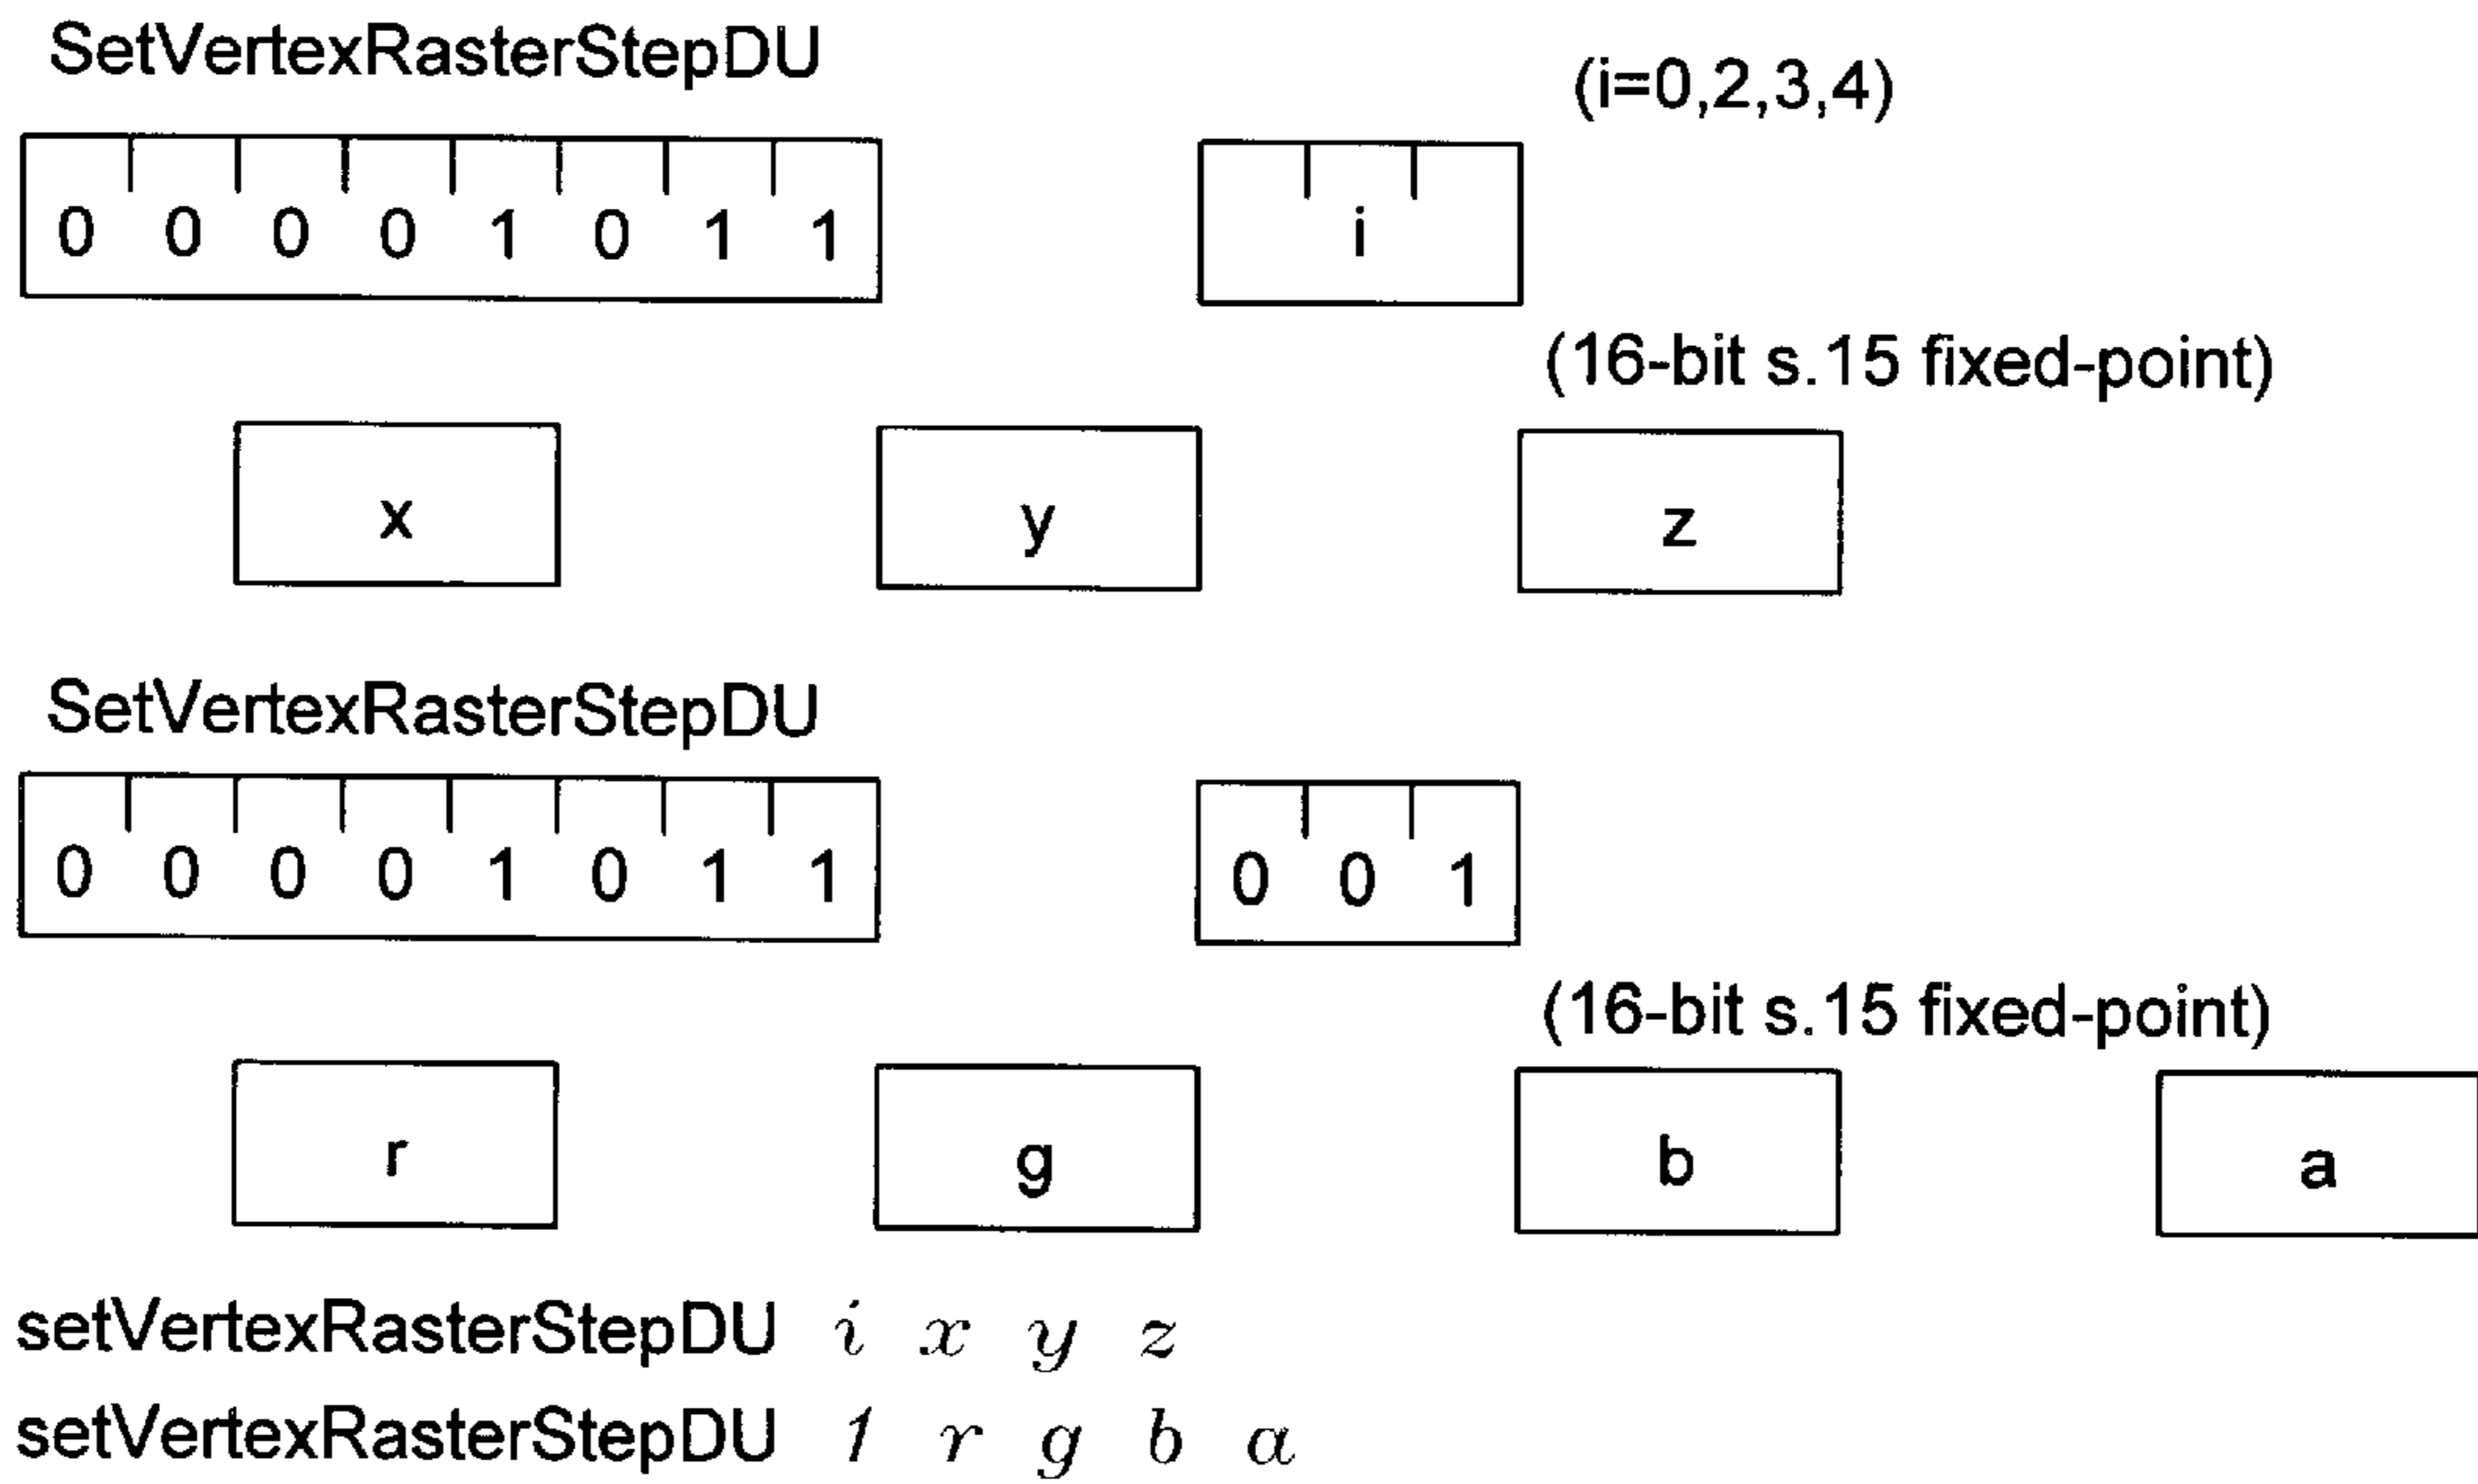 SetVertexRasterStepDU (i=0,2,3,4)
0 0 0 0 1 0 1 1 i
(16-bit s.15 fixed-point)
x y z
SetVertexRasterStepDU
0 0 0 0 1 0 1 1 0 0 1
(16-bit s.15 fixed-point)
r g b a
setVertexRasterStepDU i x y z
setVertexRasterStepDU 1 r g b a